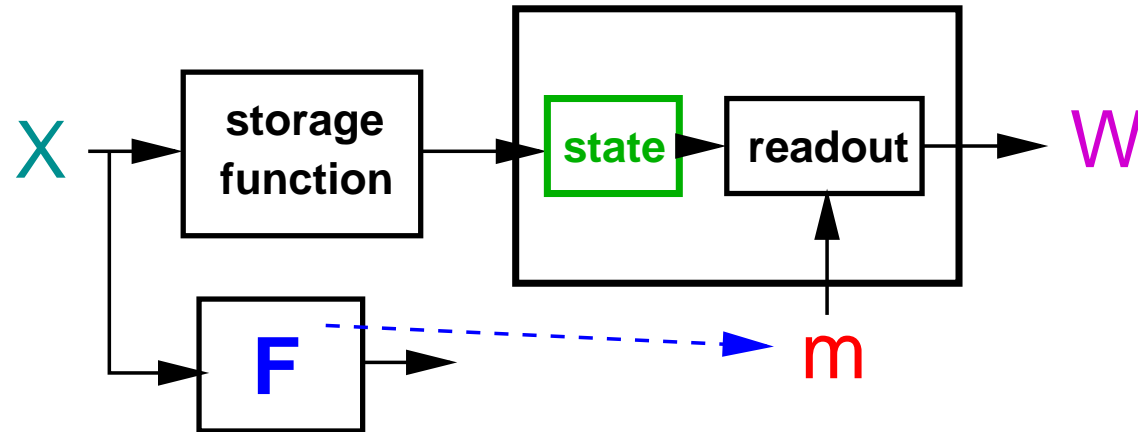 X
storage
function
state
readout
W
F
m